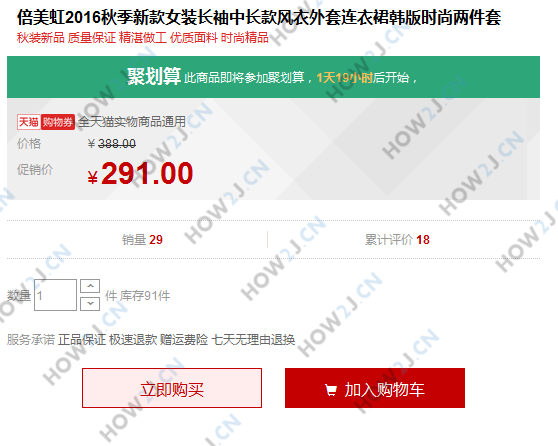 倍美虹2016秋季新款女装长袖中长款风衣外套连衣裙韩版时尚两件套
秋装新品 质量保证 精湛做工 优质面料 时尚精品
聚划算 此商品即将参加聚划算，1天19小时后开始，
天猫 购物券 全天猫实物商品通用
价格 ￥388.00
促销价 ￥291.00
销量 29 累计评价 18
数量 1 件 库存91件
服务承诺 正品保证 极速退款 赠运费险 七天无理由退换
立即购买 加入购物车
HOW2J.CN
HOW2J.CN
HOW2J.CN
HOW2J.CN
HOW2J.CN
HOW2J.CN
HOW2J.CN
HOW2J.CN
HOW2J.CN
HOW2J.CN
HOW2J.CN
HOW2J.CN